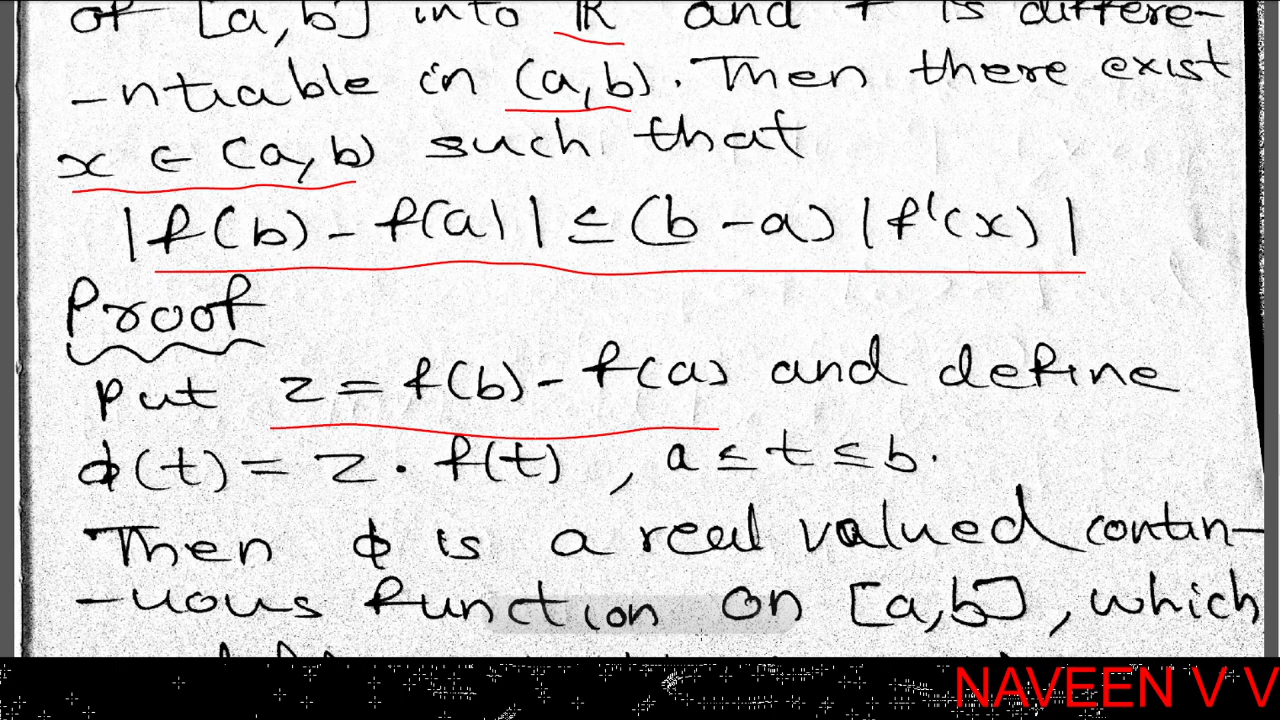 of [a,b] into ℝ and f is differe-
-ntiable in (a,b). Then there exist
x ∈ (a,b) such that
|f(b) - f(a)| ≤ (b-a) |f'(x)|
Proof
Put z = f(b) - f(a) and define
ϕ(t) = z · f(t) , a ≤ t ≤ b.
Then ϕ is a real valued contin-
-uous function on [a,b], which
NAVEEN V V